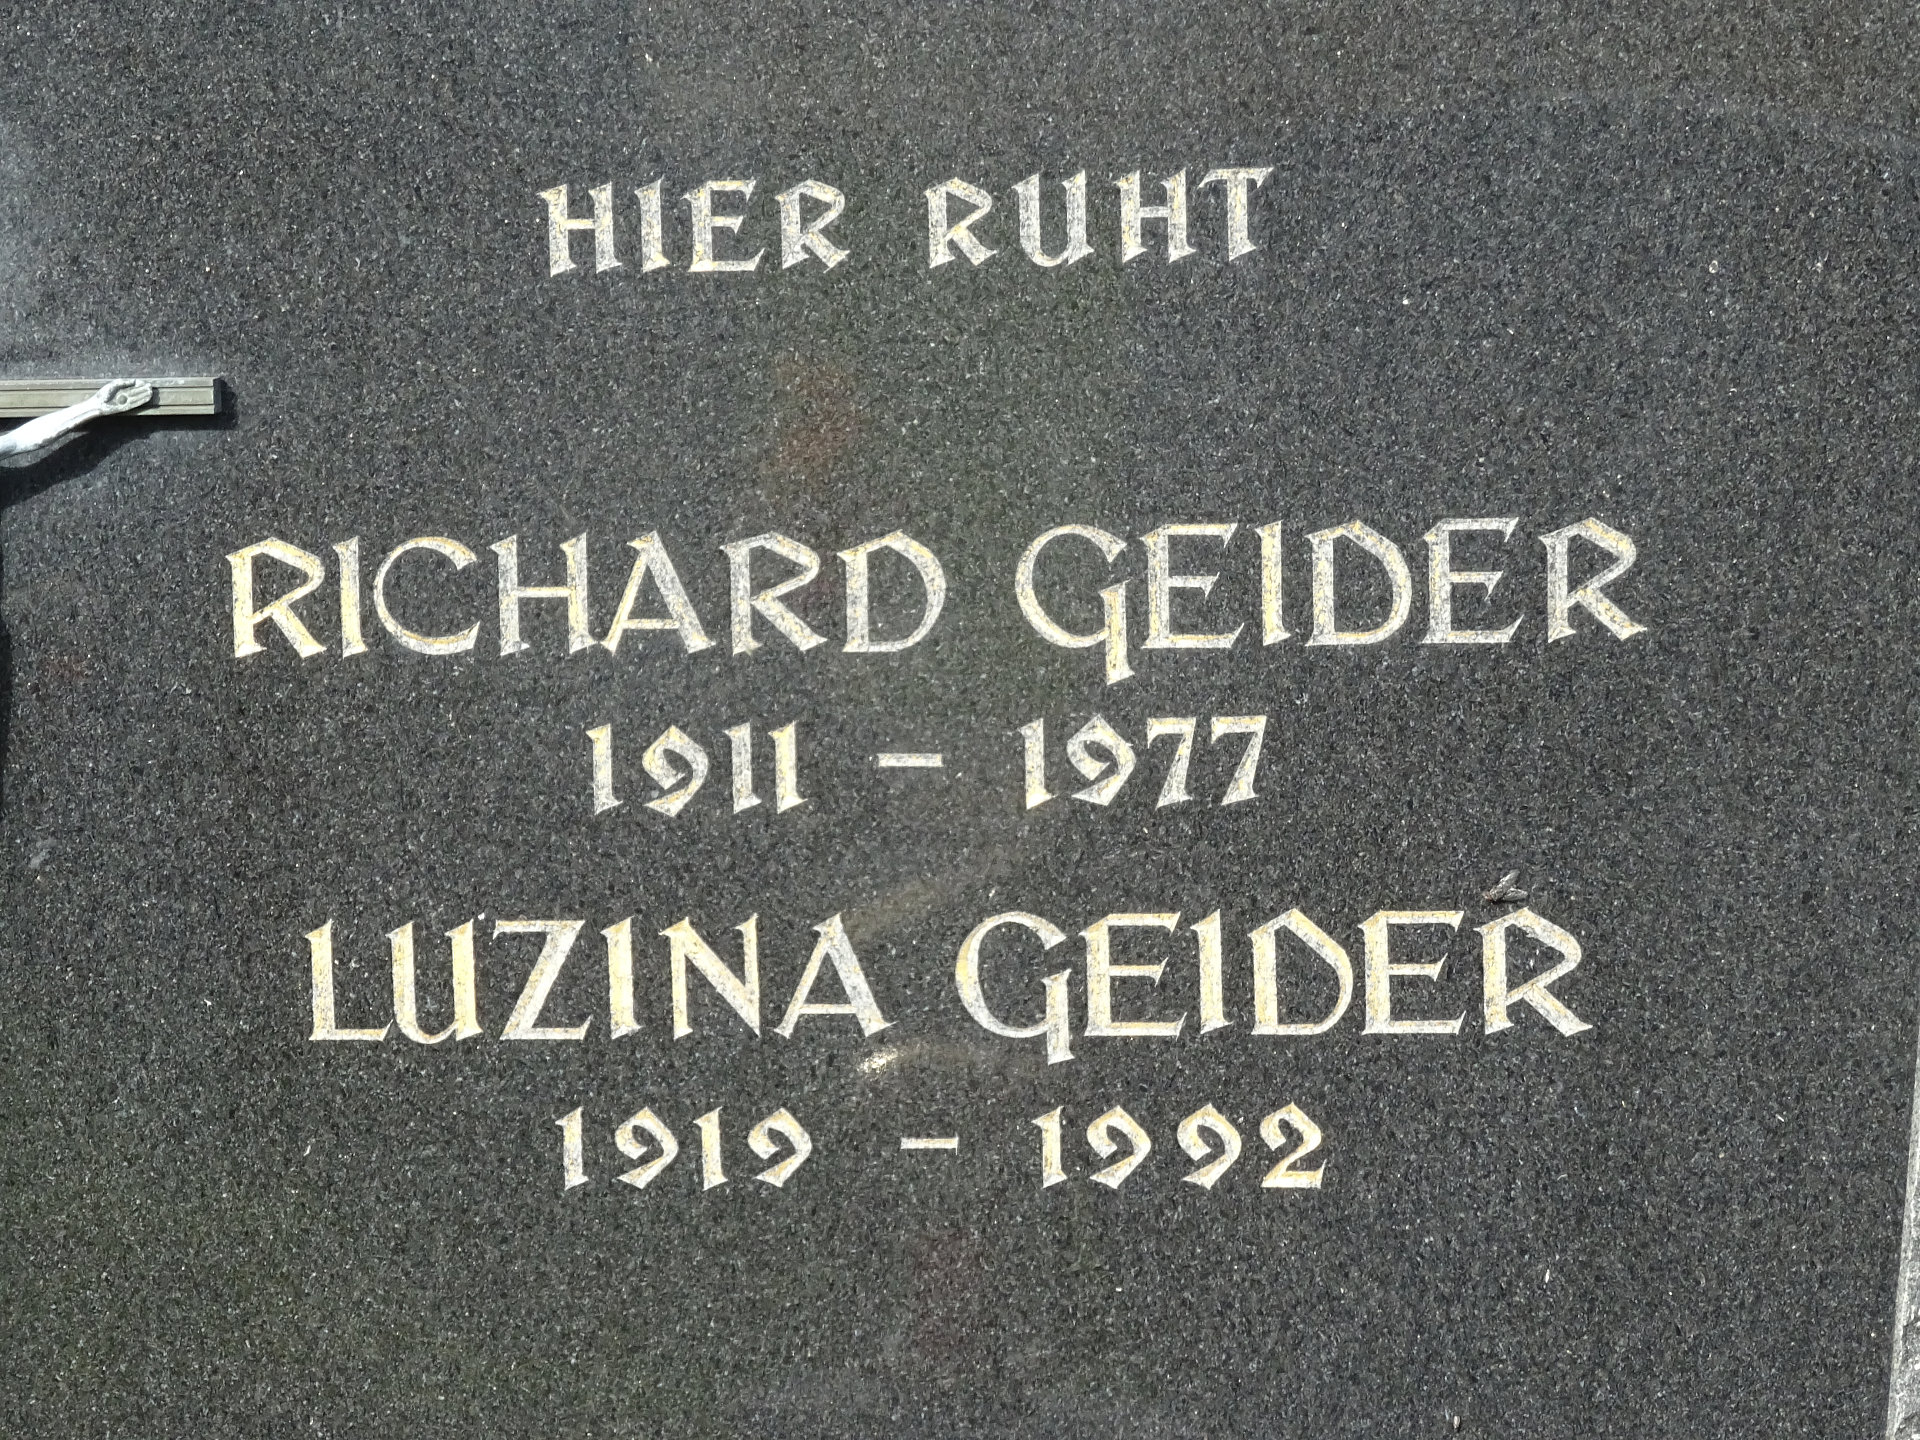 HIER RUHT
RICHARD GEIDER
1911 - 1977
LUZINA GEIDER
1919 - 1992